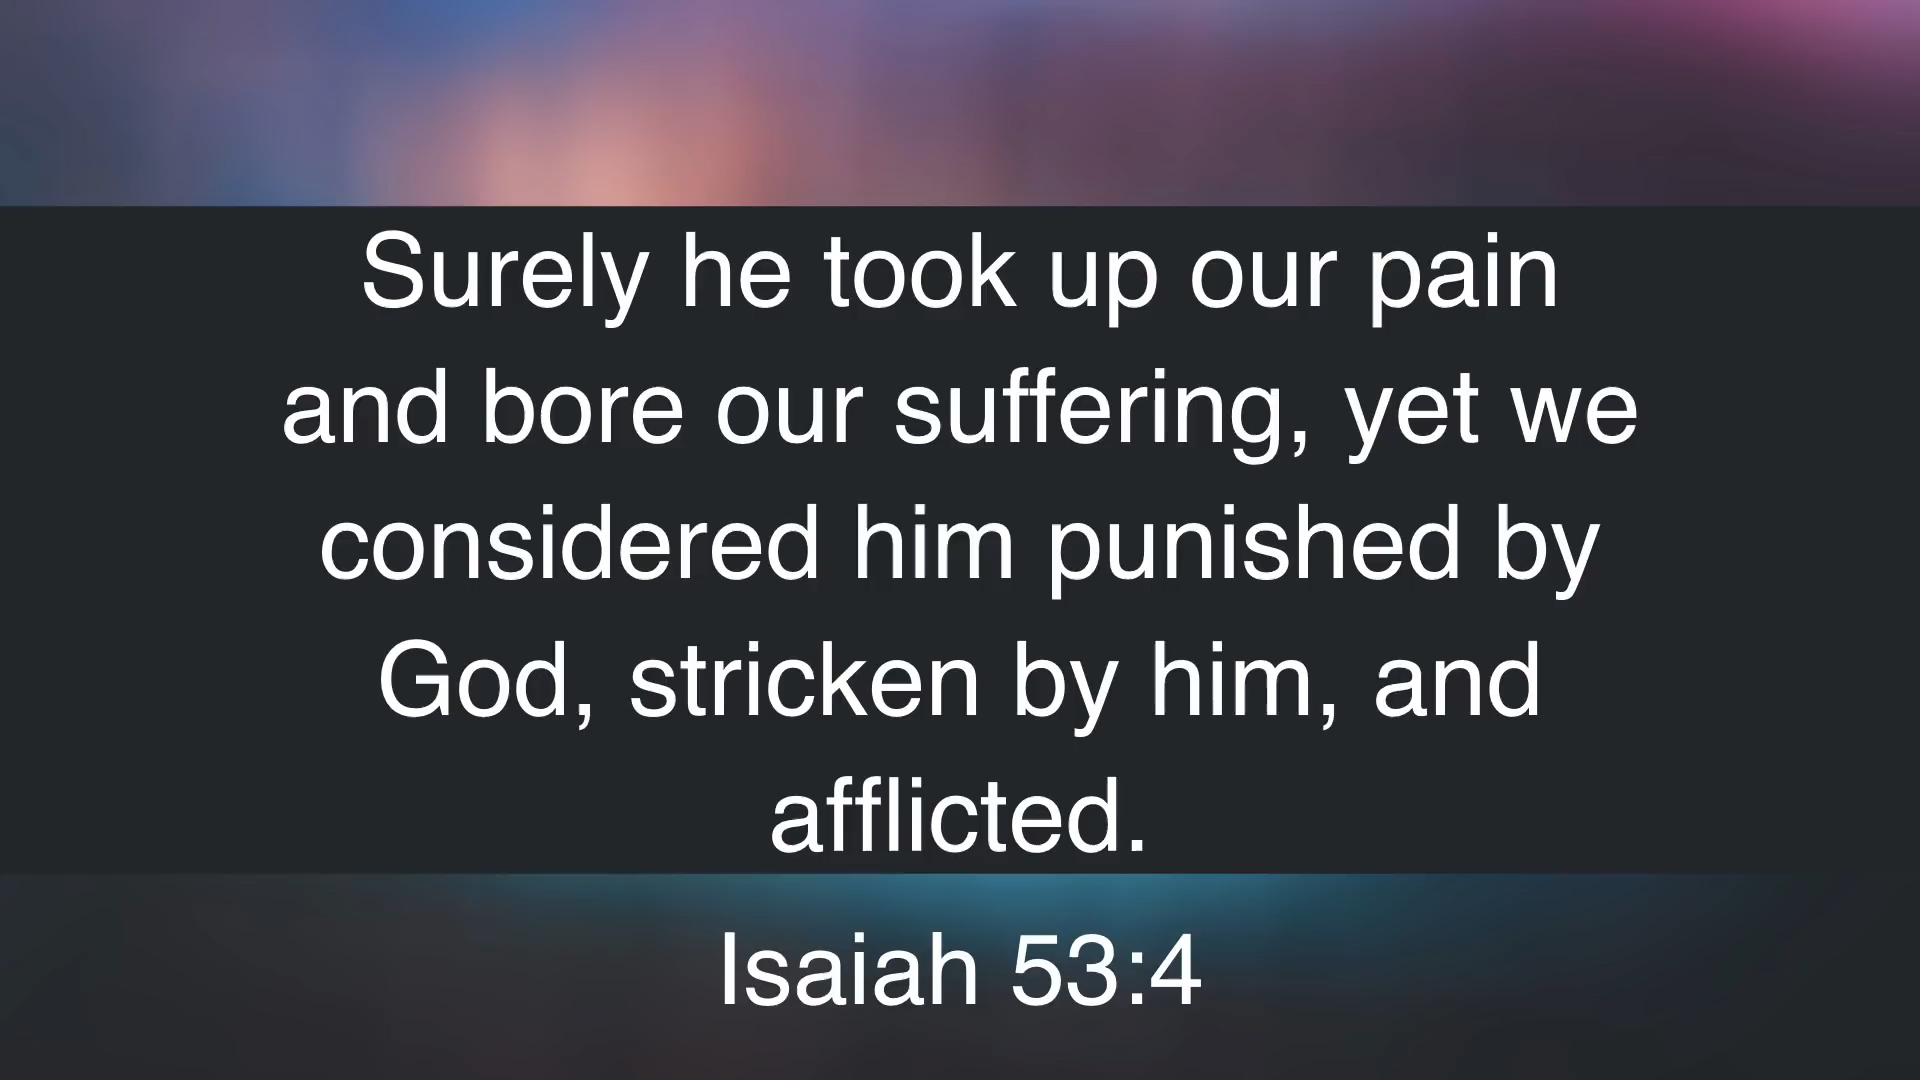 Surely he took up our pain
and bore our suffering, yet we
considered him punished by
God, stricken by him, and
afflicted.
Isaiah 53:4